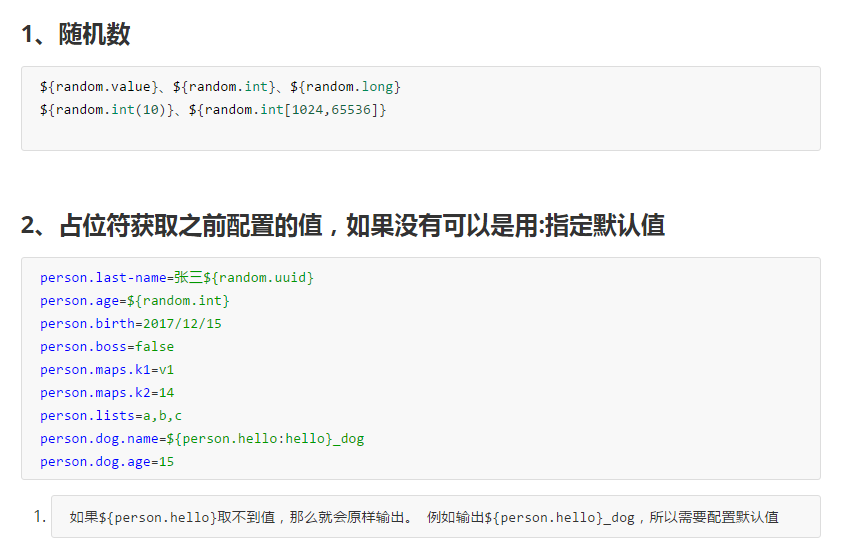 1、随机数
${random.value}、${random.int}、${random.long}
${random.int(10)}、${random.int[1024,65536]}
2、占位符获取之前配置的值，如果没有可以是用:指定默认值
person.last-name=张三${random.uuid}
person.age=${random.int}
person.birth=2017/12/15
person.boss=false
person.maps.k1=v1
person.maps.k2=14
person.lists=a,b,c
person.dog.name=${person.hello:hello}_dog
person.dog.age=15
1. 如果${person.hello}取不到值，那么就会原样输出。 例如输出${person.hello}_dog，所以需要配置默认值